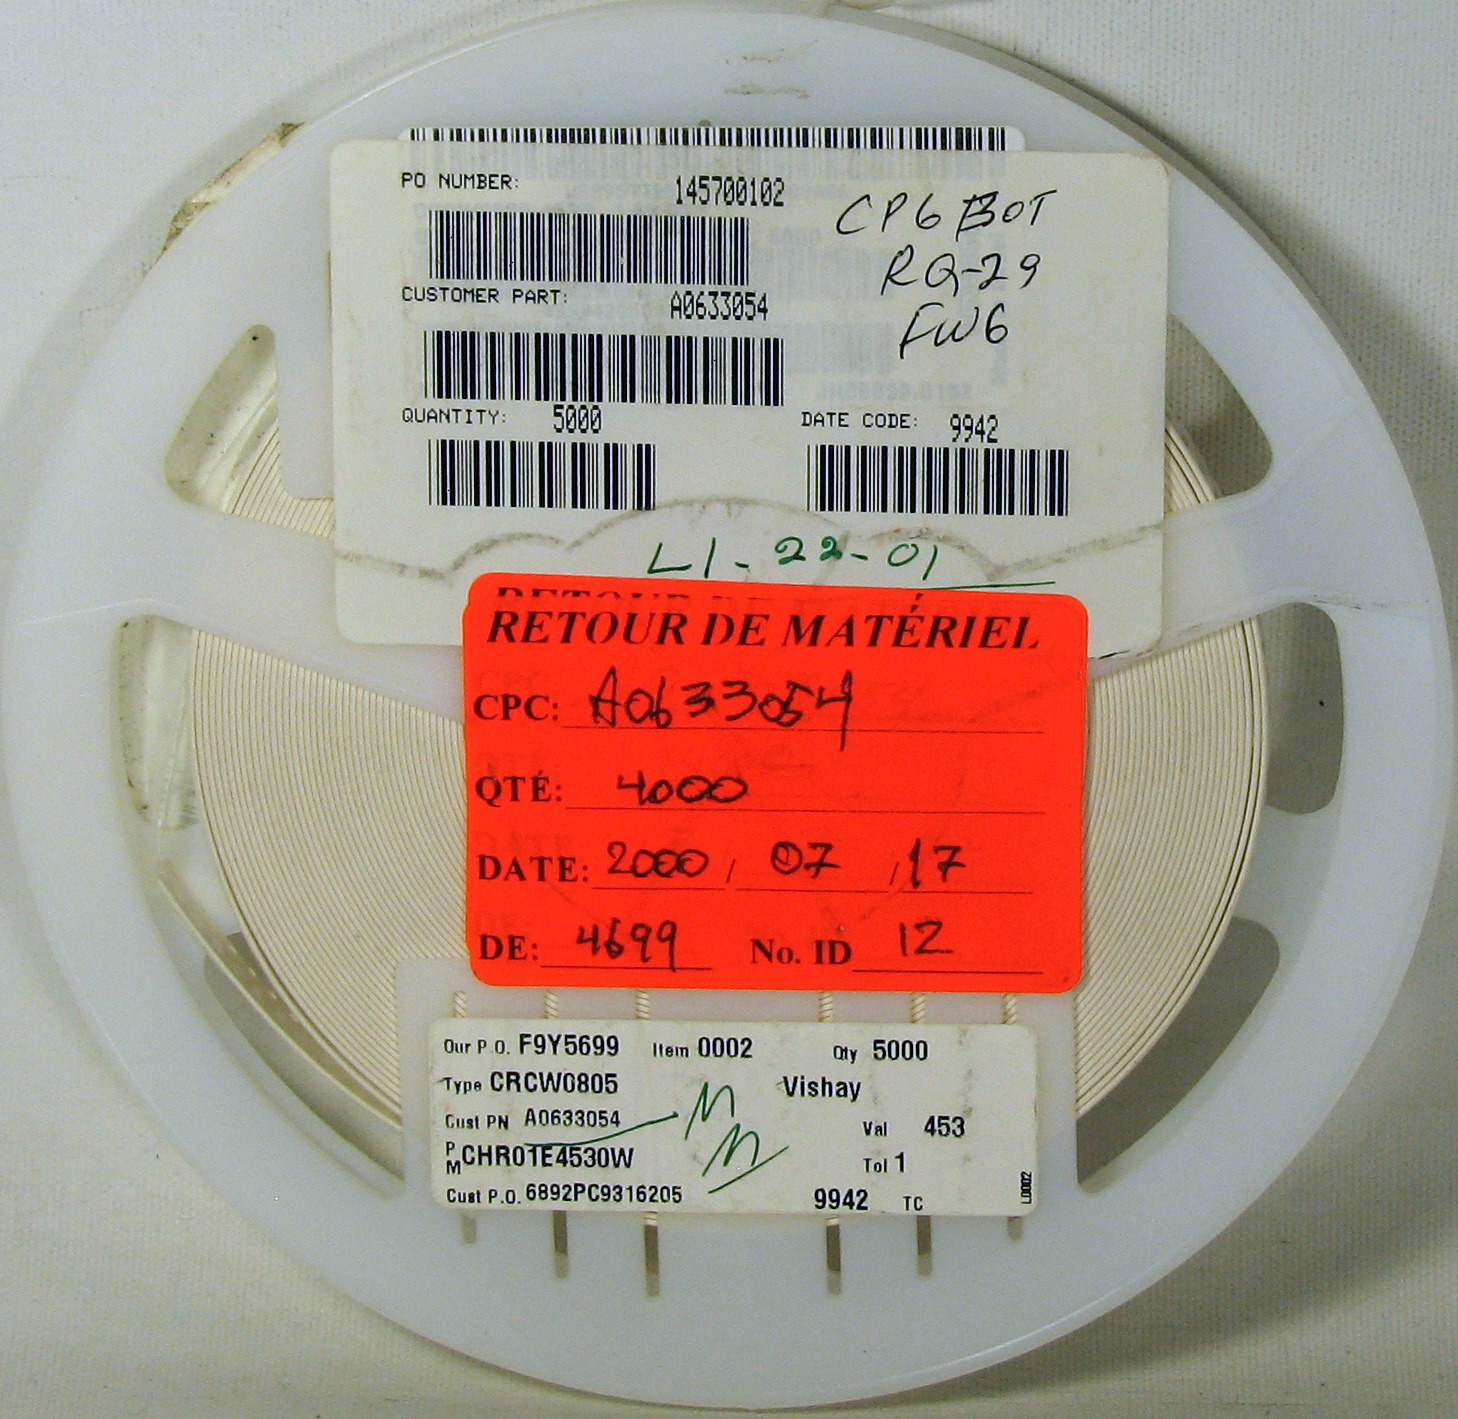 PO NUMBER: 145700102
CP6 BOT
RQ-29
FW6
CUSTOMER PART: A0633054
QUANTITY: 5000
DATE CODE: 9942
L1-22-01
RETOUR DE MATÉRIEL
CPC: A0633054
QTÉ: 4000
DATE: 2000 / 07 / 17
DE: 4699 No. ID 12
Our P.O. F9Y5699 Item 0002 Qty 5000
Type CRCW0805 Vishay
Cust PN A0633054
Val 453
PM CHR01E4530W
Tol 1
Cust P.O. 6892PC9316205
9942 TC
L0002